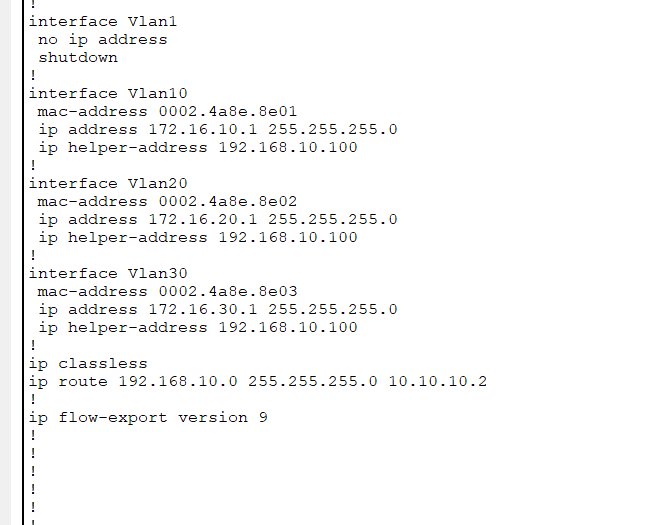 !
interface Vlan1
 no ip address
 shutdown
!
interface Vlan10
 mac-address 0002.4a8e.8e01
 ip address 172.16.10.1 255.255.255.0
 ip helper-address 192.168.10.100
!
interface Vlan20
 mac-address 0002.4a8e.8e02
 ip address 172.16.20.1 255.255.255.0
 ip helper-address 192.168.10.100
!
interface Vlan30
 mac-address 0002.4a8e.8e03
 ip address 172.16.30.1 255.255.255.0
 ip helper-address 192.168.10.100
!
ip classless
ip route 192.168.10.0 255.255.255.0 10.10.10.2
!
ip flow-export version 9
!
!
!
!
!
!